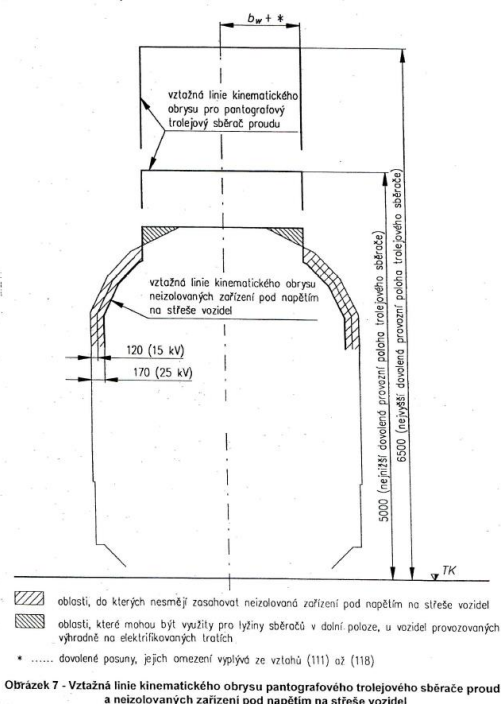 b_w + *
vztažná linie kinematického
obrysu pro pantografový
trolejový sběrač proudu
vztažná linie kinematického obrysu
neizolovaných zařízení pod napětím
na střeše vozidel
120 (15 kV)
170 (25 kV)
5000 (nejnižší dovolená provozní poloha trolejového sběrače)
6500 (nejvyšší dovolená provozní poloha trolejového sběrače)
TK
oblasti, do kterých nesmějí zasahovat neizolovaná zařízení pod napětím na střeše vozidel
oblasti, které mohou být využity pro lyžiny sběračů v dolní poloze, u vozidel provozovaných
výhradně na elektrifikovaných tratích
* ...... dovolené posuny, jejich omezení vyplývá ze vztahů (111) až (118)
Obrázek 7 - Vztažná linie kinematického obrysu pantografového trolejového sběrače proud
a neizolovaných zařízení pod napětím na střeše vozidel